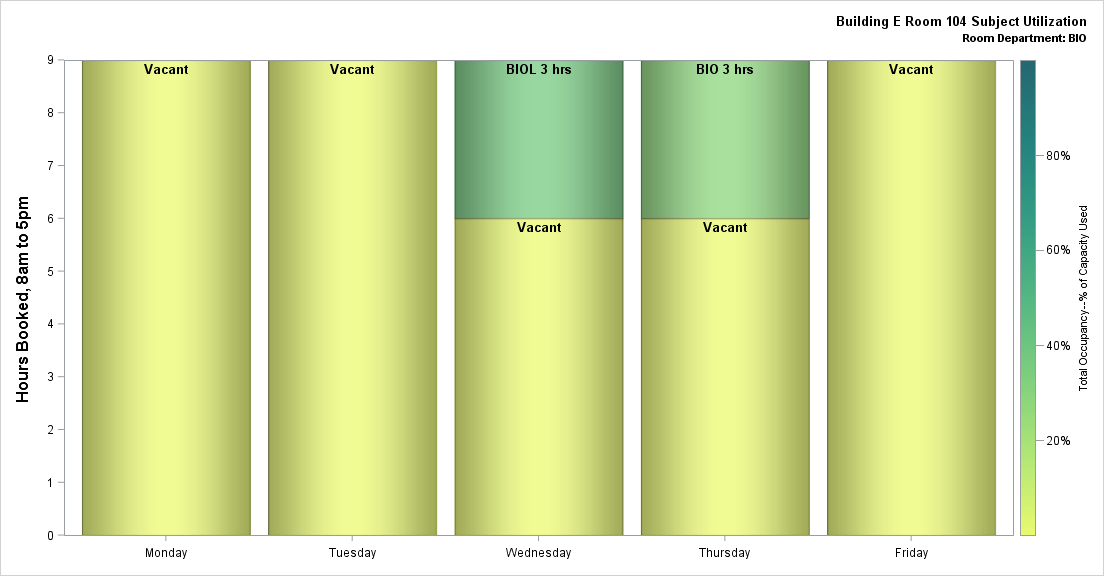 Building E Room 104 Subject Utilization
Room Department: BIO
Hours Booked, 8am to 5pm
9
8
7
6
5
4
3
2
1
0
Vacant
Vacant
BIOL 3 hrs
BIO 3 hrs
Vacant
Vacant
Vacant
Monday
Tuesday
Wednesday
Thursday
Friday
80%
60%
40%
20%
Total Occupancy--% of Capacity Used